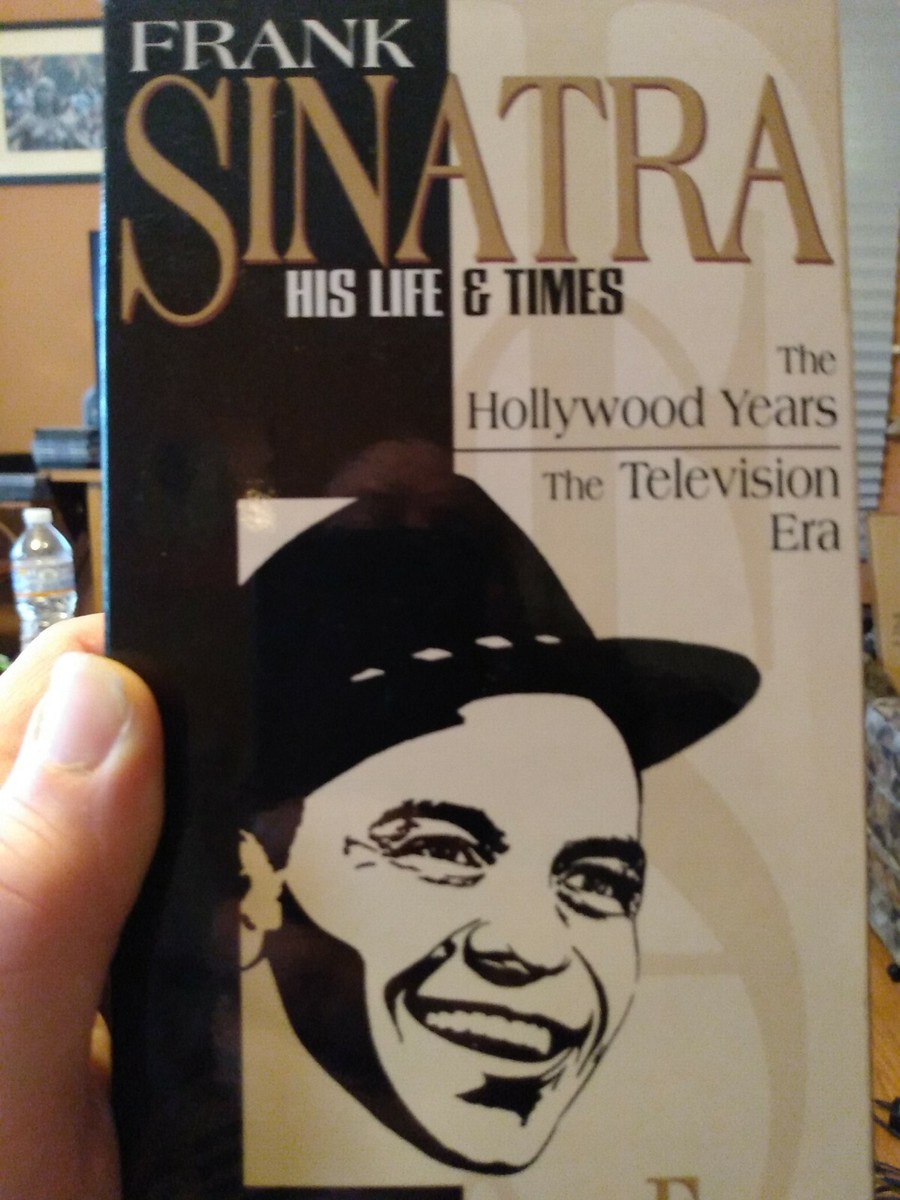 FRANK
SINATRA
HIS LIFE & TIMES
The
Hollywood Years
The Television
Era